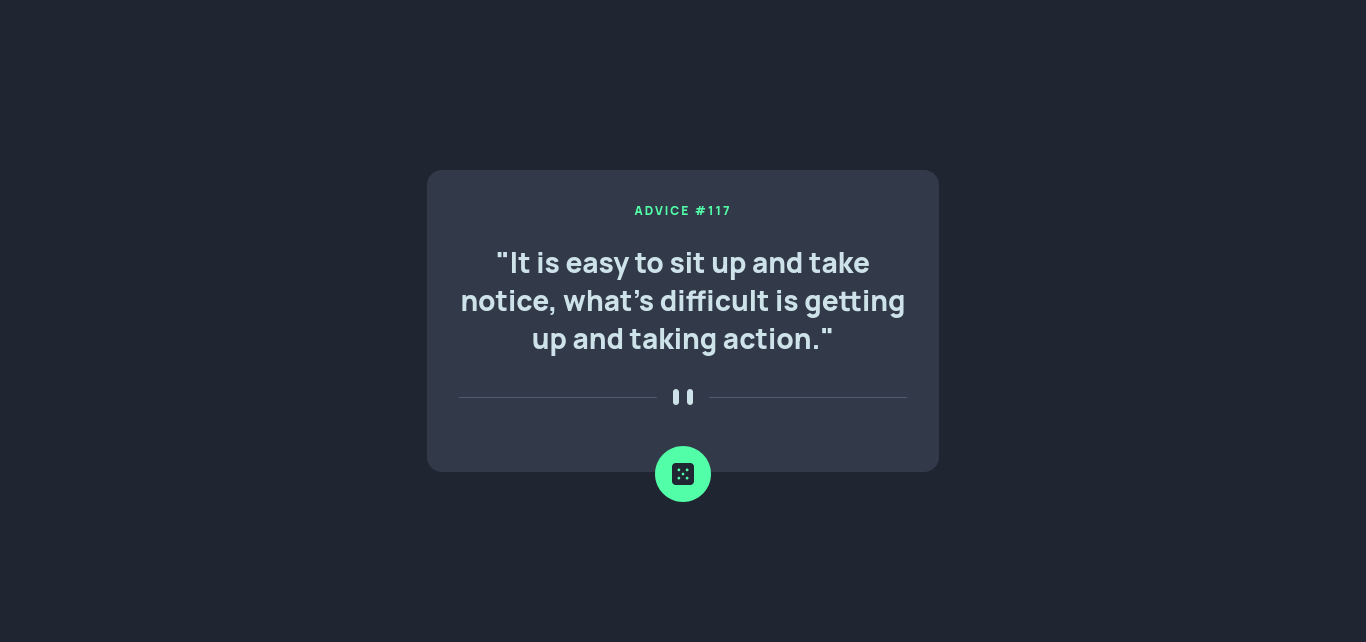 ADVICE #117
"It is easy to sit up and take
notice, what's difficult is getting
up and taking action."